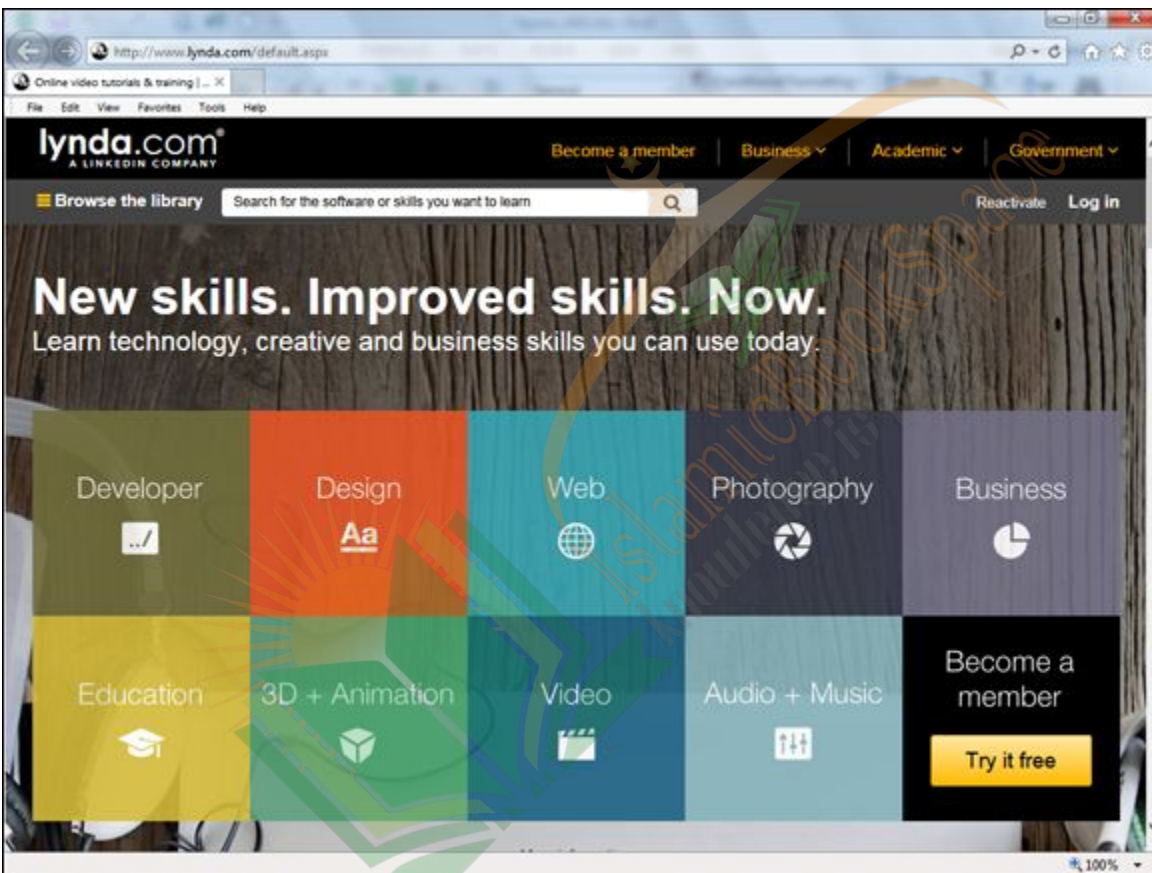 http://www.lynda.com/default.aspx
Online video tutorials & training | ...
File Edit View Favorites Tools Help
lynda.com®
A LINKEDIN COMPANY
Become a member Business Academic Government
Browse the library Search for the software or skills you want to learn Reactivate Log in
New skills. Improved skills. Now.
Learn technology, creative and business skills you can use today.
Developer Design Web Photography Business
../ Aa
Education 3D + Animation Video Audio + Music Become a member
Try it free
IslamicBookSpace
100%